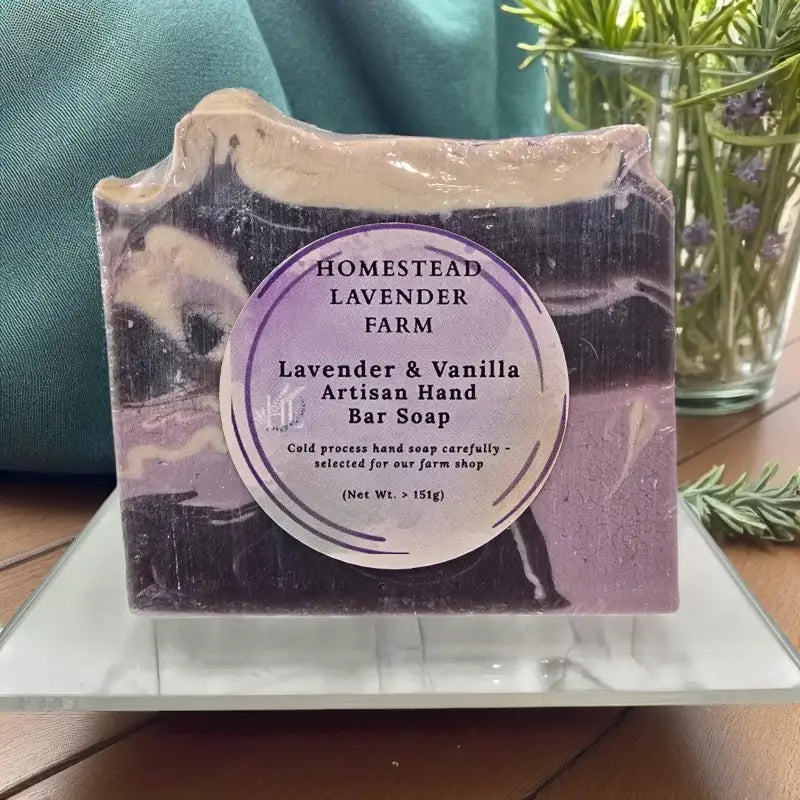 HOMESTEAD
LAVENDER
FARM
Lavender & Vanilla
Artisan Hand
Bar Soap
Cold process hand soap carefully -
selected for our farm shop
(Net Wt. > 151g)